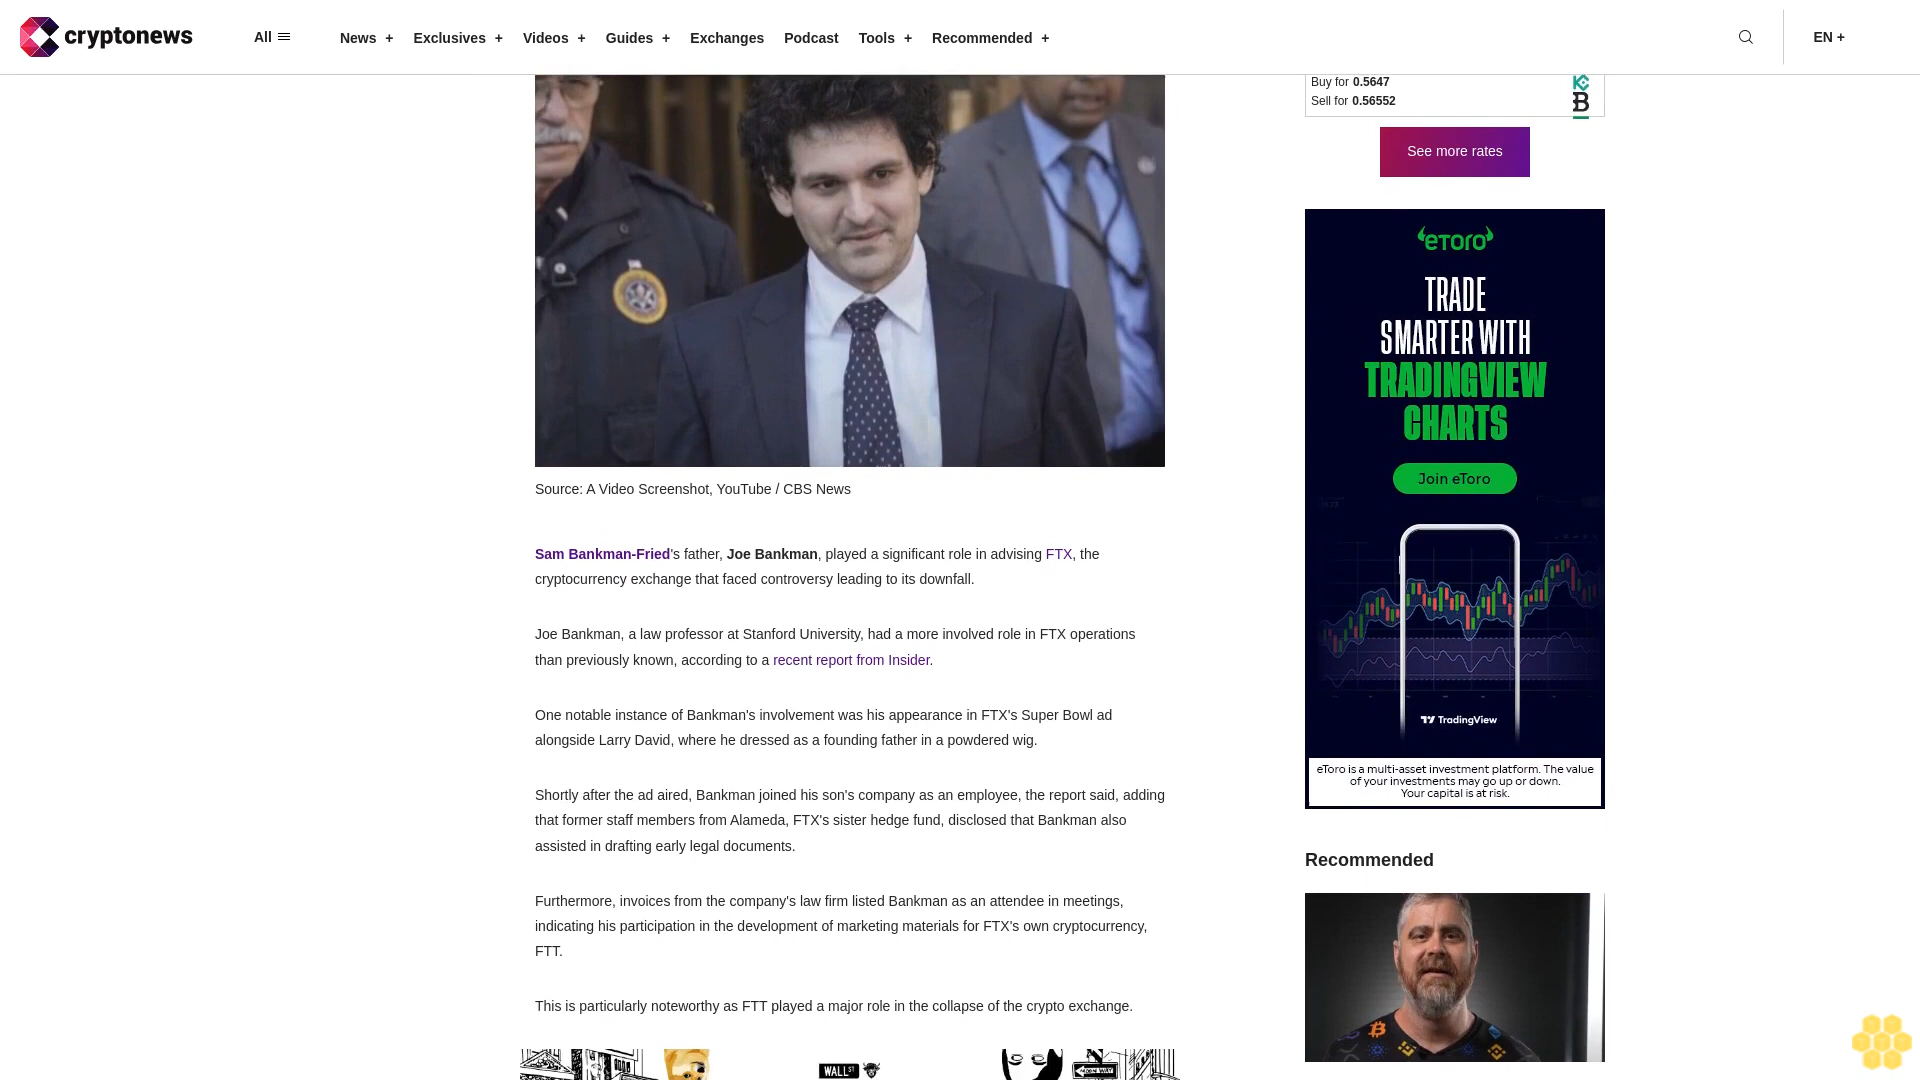 cryptonews
All
News +
Exclusives +
Videos +
Guides +
Exchanges
Podcast
Tools +
Recommended +
EN +
Source: A Video Screenshot, YouTube / CBS News
Sam Bankman-Fried's father, Joe Bankman, played a significant role in advising FTX, the
cryptocurrency exchange that faced controversy leading to its downfall.
Joe Bankman, a law professor at Stanford University, had a more involved role in FTX operations
than previously known, according to a recent report from Insider.
One notable instance of Bankman's involvement was his appearance in FTX's Super Bowl ad
alongside Larry David, where he dressed as a founding father in a powdered wig.
Shortly after the ad aired, Bankman joined his son's company as an employee, the report said, adding
that former staff members from Alameda, FTX's sister hedge fund, disclosed that Bankman also
assisted in drafting early legal documents.
Furthermore, invoices from the company's law firm listed Bankman as an attendee in meetings,
indicating his participation in the development of marketing materials for FTX's own cryptocurrency,
FTT.
This is particularly noteworthy as FTT played a major role in the collapse of the crypto exchange.
WALL ST
Buy for 0.5647
Sell for 0.56552
See more rates
eToro
TRADE
SMARTER WITH
TRADINGVIEW
CHARTS
Join eToro
TradingView
eToro is a multi-asset investment platform. The value
of your investments may go up or down.
Your capital is at risk.
Recommended